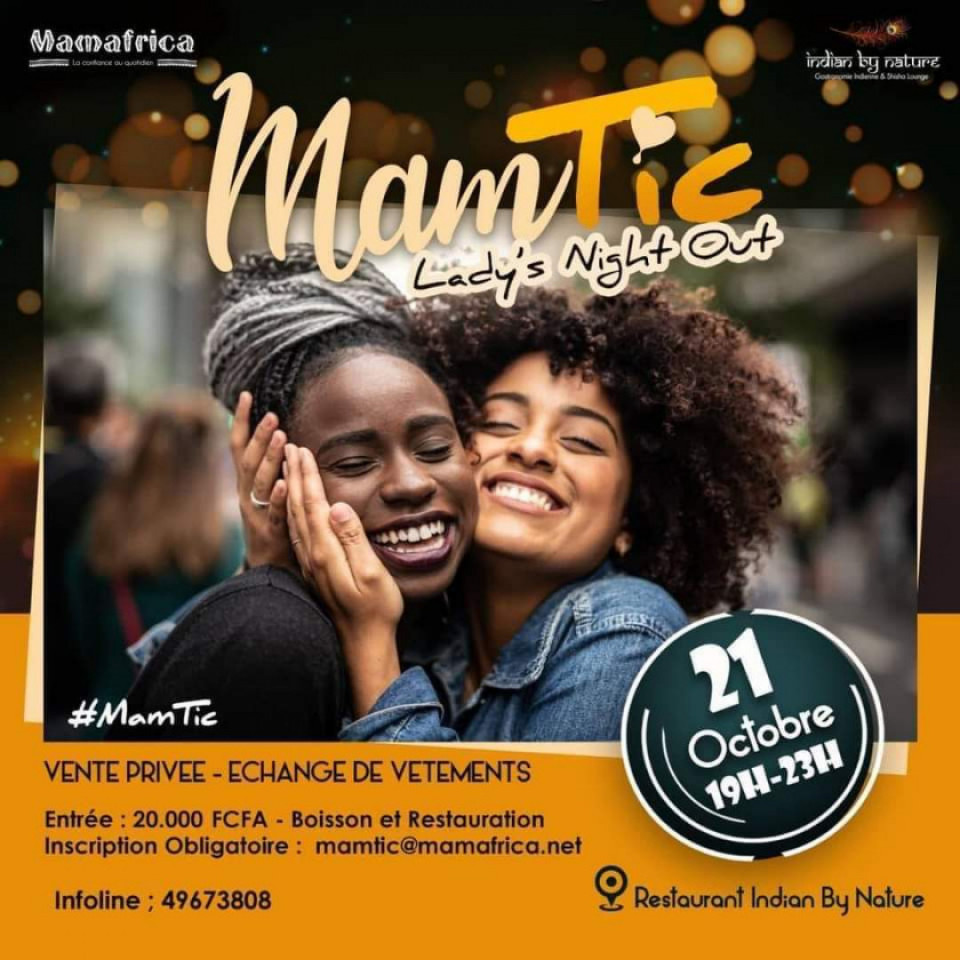 Mamafrica
La confiance au quotidien
indian by nature
Gastronomie Indienne & Shisha Lounge
MamTic
Lady's Night Out
#MamTic
21
Octobre
19H-23H
VENTE PRIVEE - ECHANGE DE VETEMENTS
Entrée : 20.000 FCFA - Boisson et Restauration
Inscription Obligatoire : mamtic@mamafrica.net
Infoline ; 49673808
Restaurant Indian By Nature